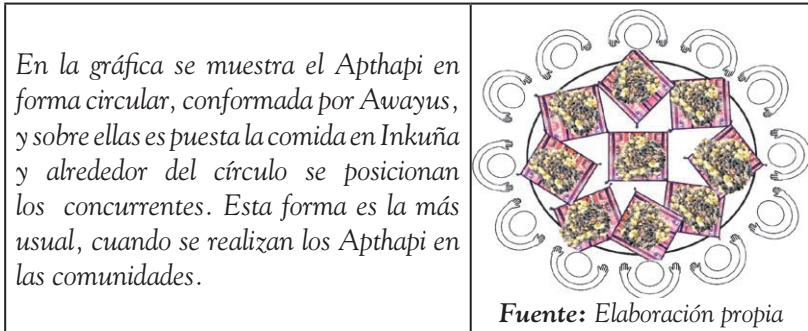 En la gráfica se muestra el Apthapi en
forma circular, conformada por Awayus,
y sobre ellas es puesta la comida en Inkuña
y alrededor del círculo se posicionan
los concurrentes. Esta forma es la más
usual, cuando se realizan los Apthapi en
las comunidades.
Fuente: Elaboración propia